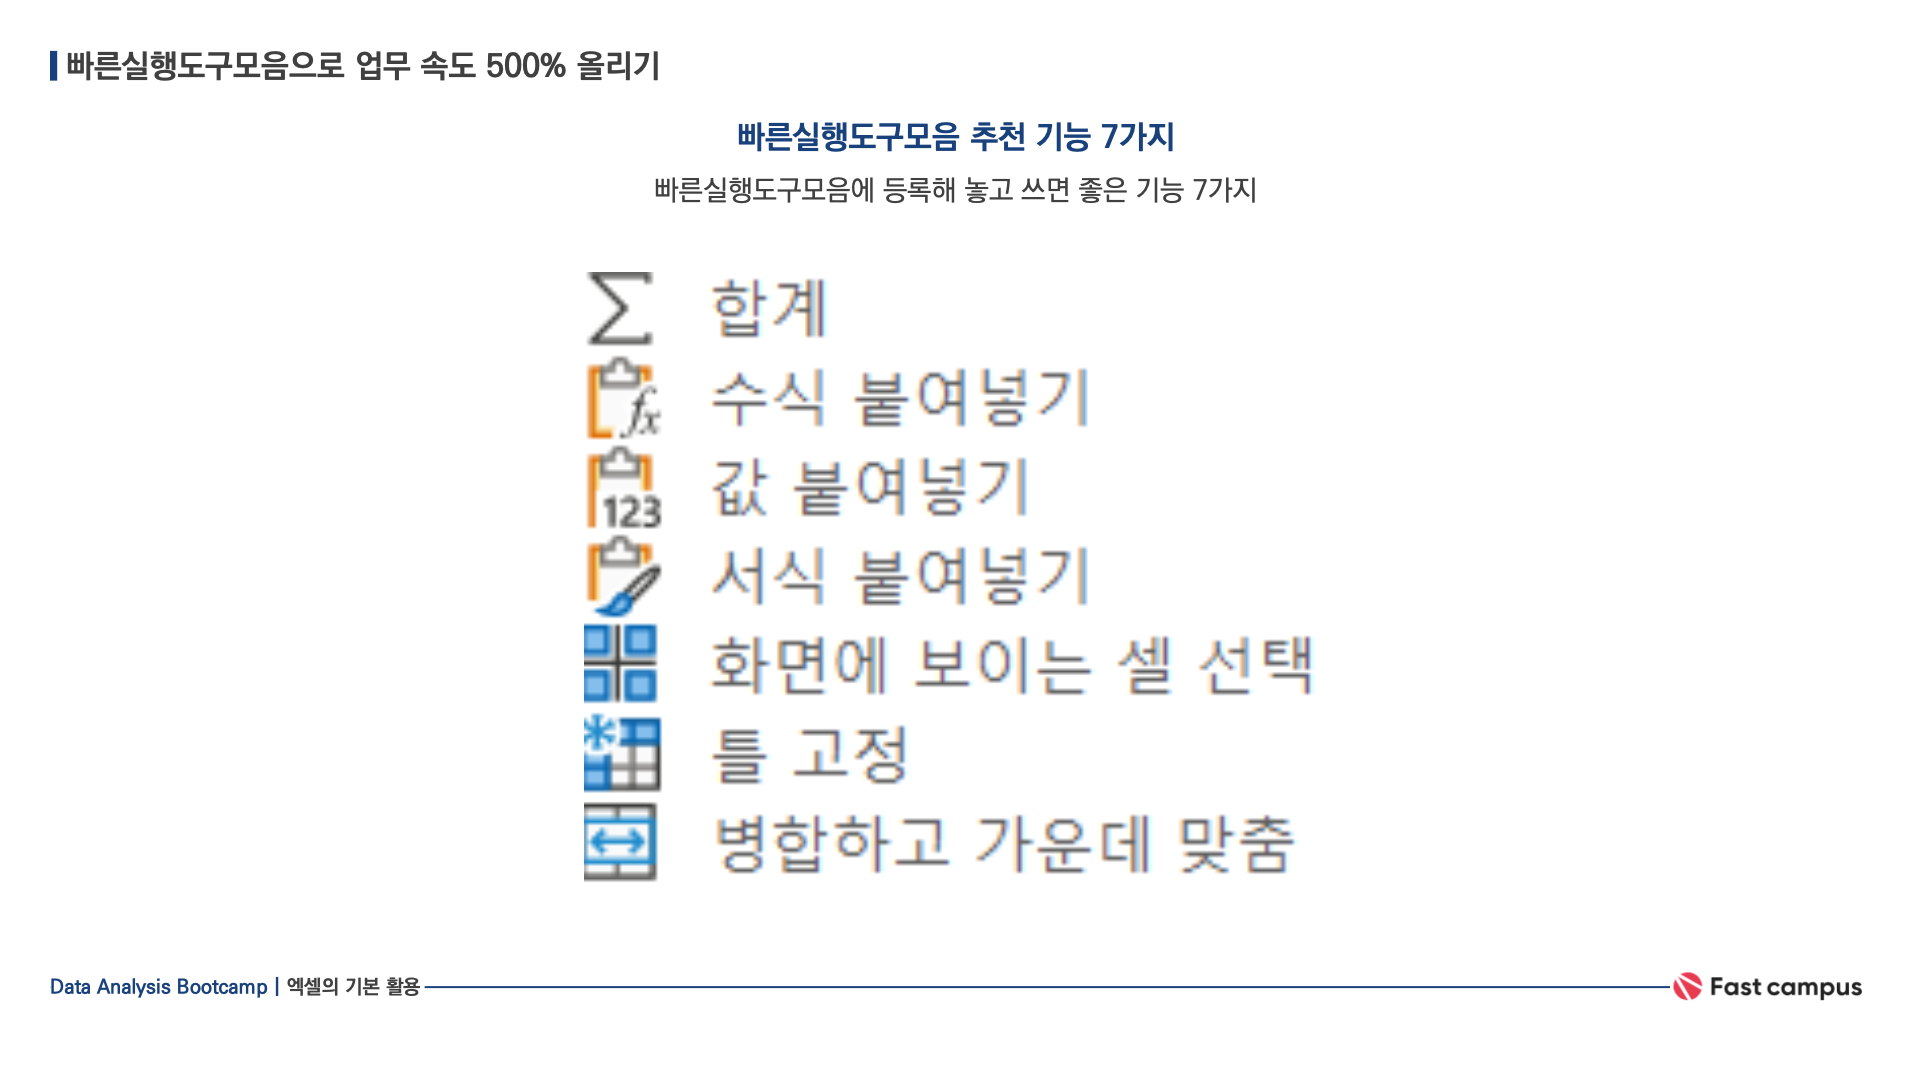 빠른실행도구모음으로 업무 속도 500% 올리기
빠른실행도구모음 추천 기능 7가지
빠른실행도구모음에 등록해 놓고 쓰면 좋은 기능 7가지
∑ 합계
fx 수식 붙여넣기
123 값 붙여넣기
서식 붙여넣기
화면에 보이는 셀 선택
틀 고정
병합하고 가운데 맞춤
Data Analysis Bootcamp | 엑셀의 기본 활용
Fast campus